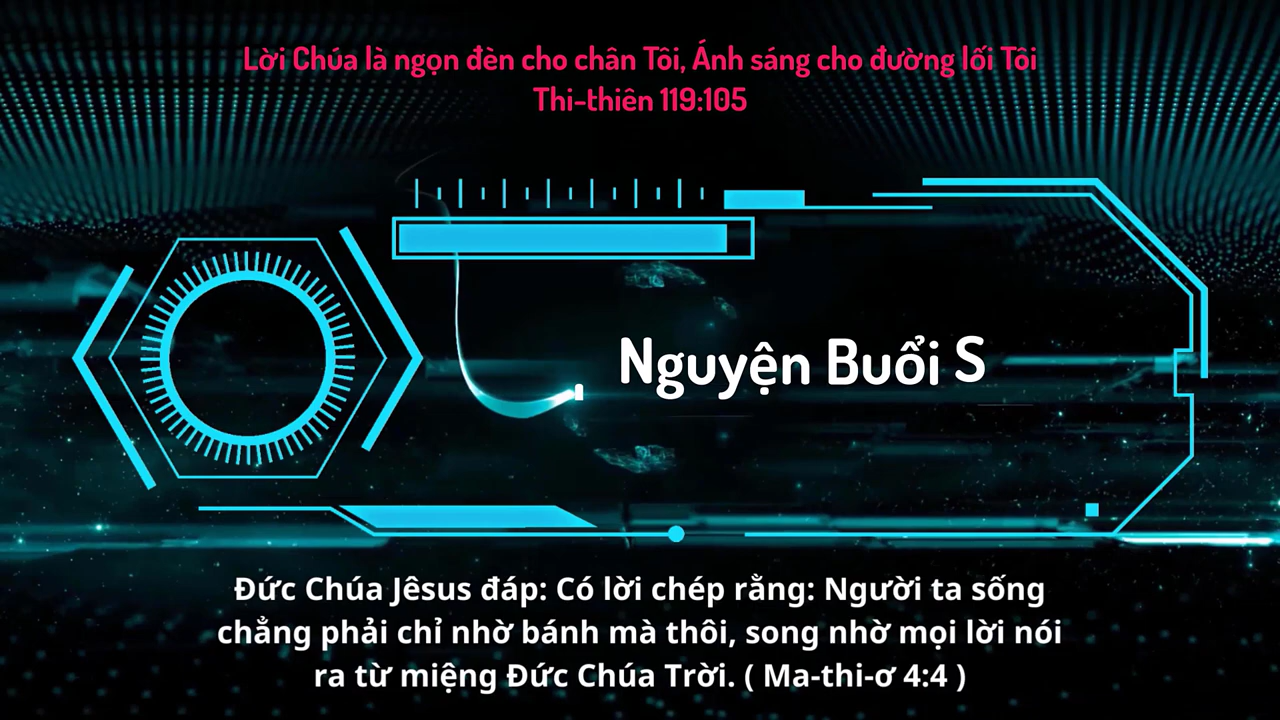 Lời Chúa là ngọn đèn cho chân Tôi, Ánh sáng cho đường lối Tôi
Thi-thiên 119:105
Nguyện Buổi S
Đức Chúa Jêsus đáp: Có lời chép rằng: Người ta sống
chẳng phải chỉ nhờ bánh mà thôi, song nhờ mọi lời nói
ra từ miệng Đức Chúa Trời. ( Ma-thi-ơ 4:4 )